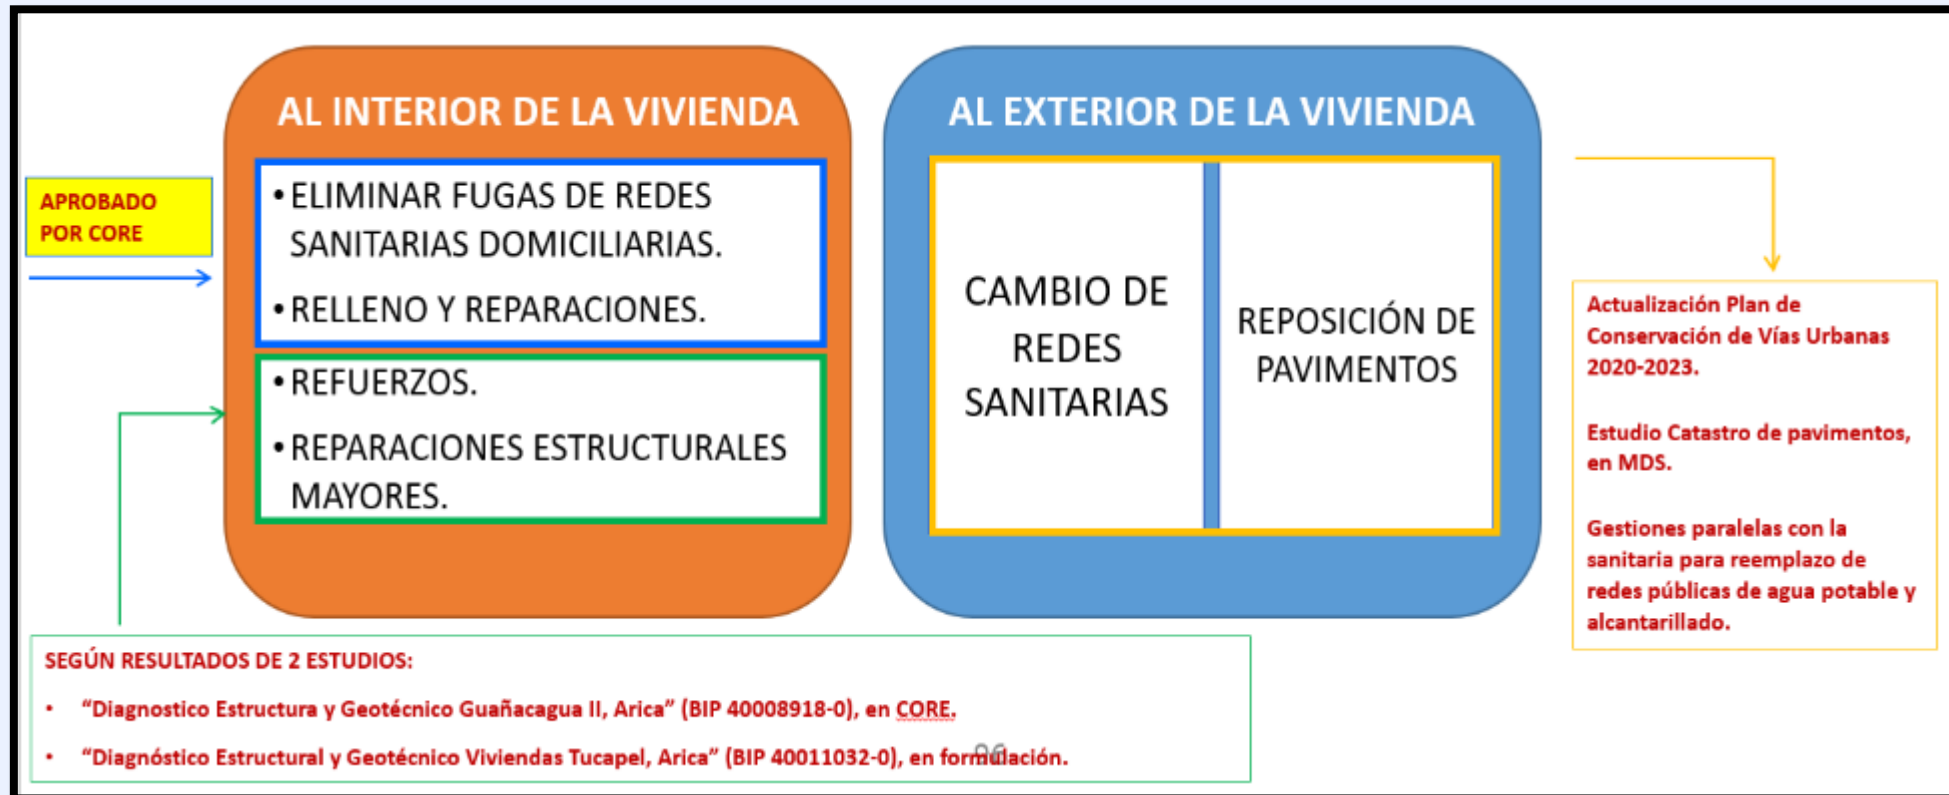 AL INTERIOR DE LA VIVIENDA
APROBADO
POR CORE
• ELIMINAR FUGAS DE REDES
SANITARIAS DOMICILIARIAS.
• RELLENO Y REPARACIONES.
• REFUERZOS.
• REPARACIONES ESTRUCTURALES
MAYORES.
AL EXTERIOR DE LA VIVIENDA
CAMBIO DE
REDES
SANITARIAS
REPOSICIÓN DE
PAVIMENTOS
Actualización Plan de
Conservación de Vías Urbanas
2020-2023.
Estudio Catastro de pavimentos,
en MDS.
Gestiones paralelas con la
sanitaria para reemplazo de
redes públicas de agua potable y
alcantarillado.
SEGÚN RESULTADOS DE 2 ESTUDIOS:
• “Diagnostico Estructura y Geotécnico Guañacagua II, Arica” (BIP 40008918-0), en CORE.
• “Diagnóstico Estructural y Geotécnico Viviendas Tucapel, Arica” (BIP 40011032-0), en formulación.